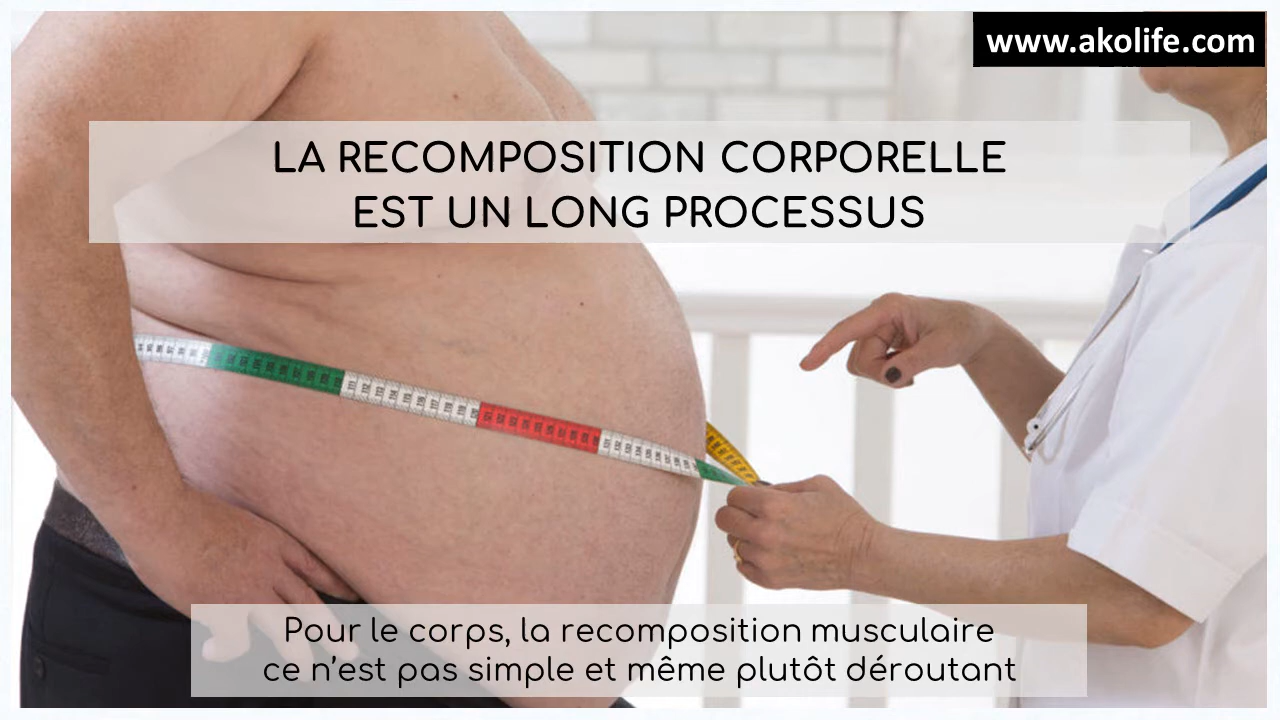 www.akolife.com
LA RECOMPOSITION CORPORELLE
EST UN LONG PROCESSUS
Pour le corps, la recomposition musculaire
ce n'est pas simple et même plutôt déroutant